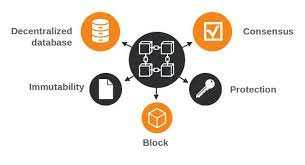 Decentralized
database
Consensus
Immutability
Protection
Block